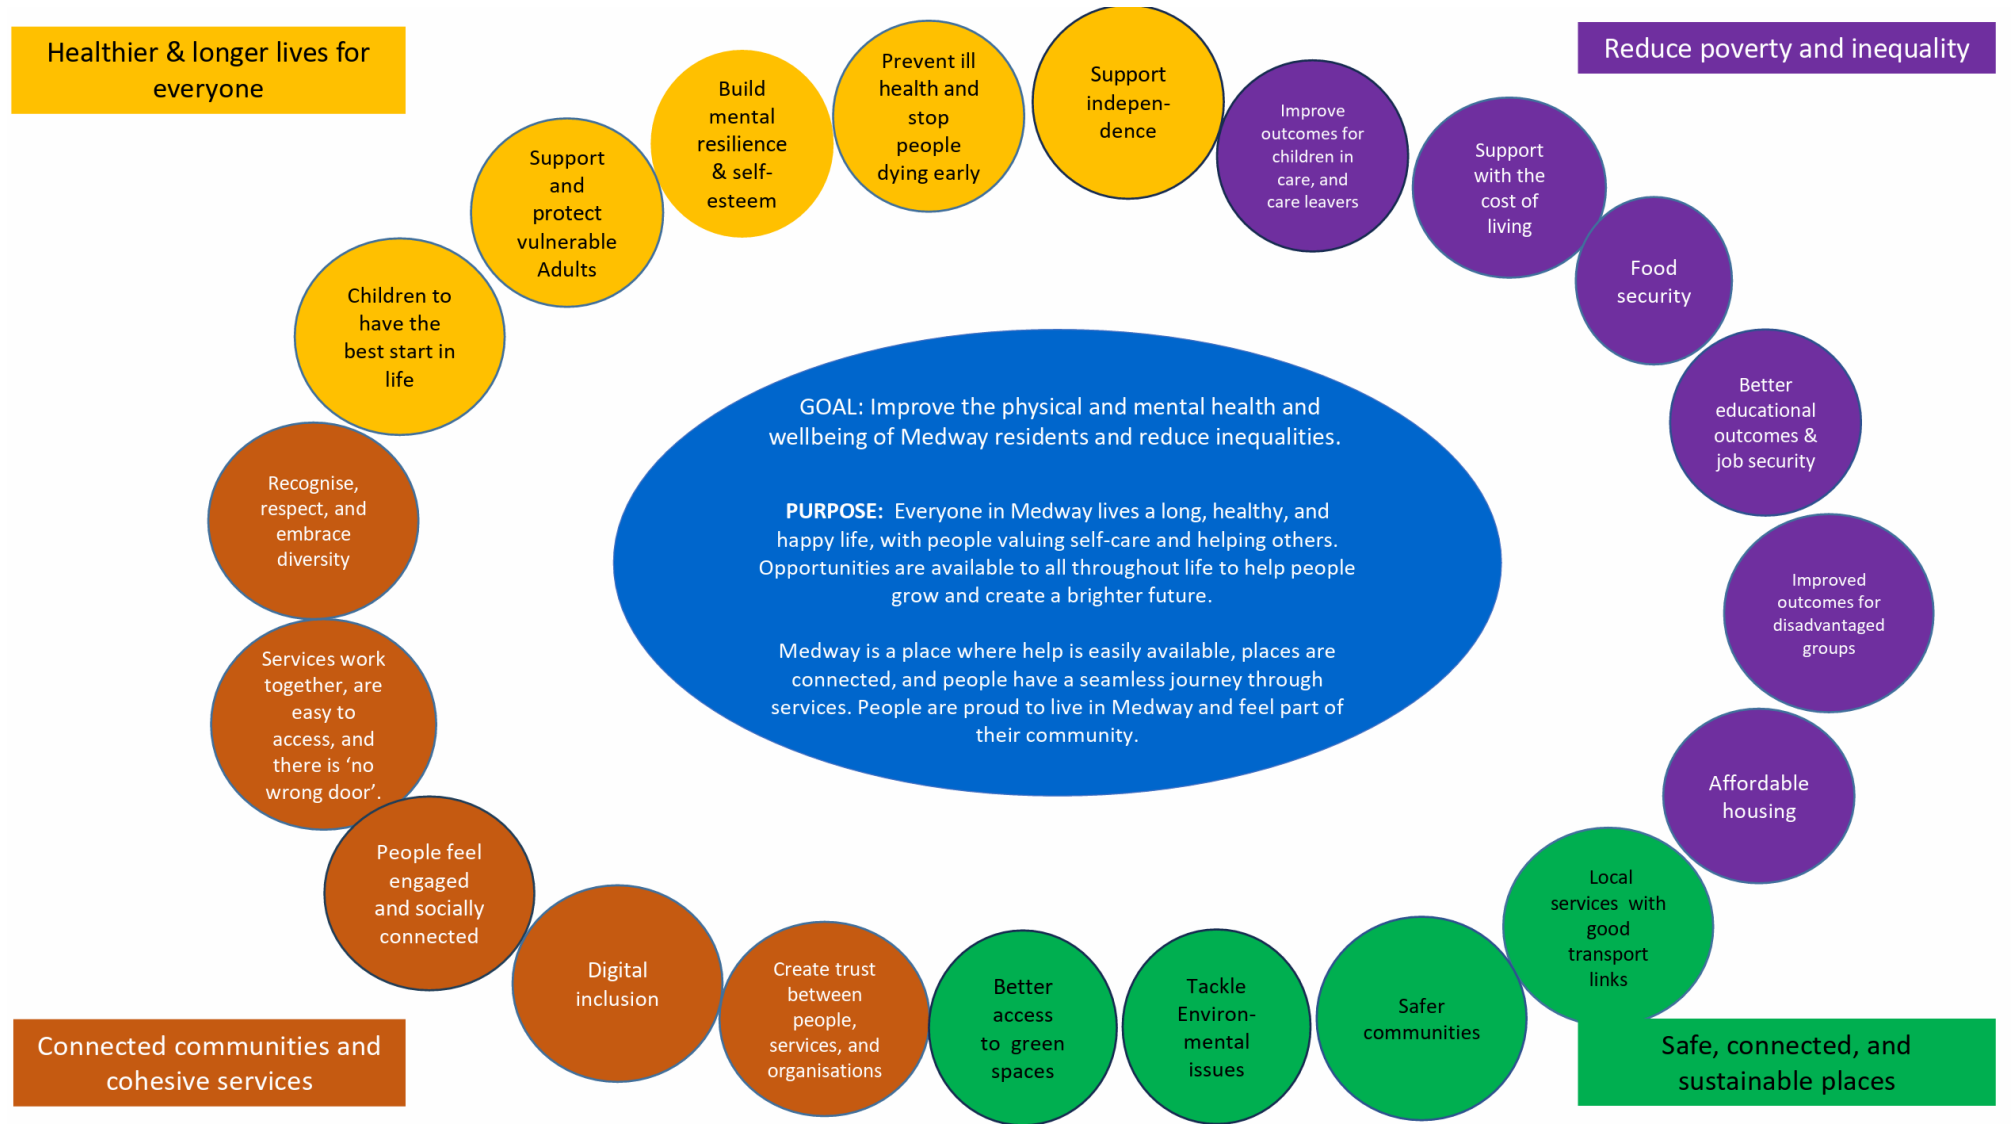 Healthier & longer lives for
everyone
Reduce poverty and inequality
Children to
have the
best start in
life
Support
and
protect
vulnerable
Adults
Build
mental
resilience
& self-
esteem
Prevent ill
health and
stop
people
dying early
Support
indepen-
dence
Improve
outcomes for
children in
care, and
care leavers
Support
with the
cost of
living
Food
security
Better
educational
outcomes &
job security
Improved
outcomes for
disadvantaged
groups
Affordable
housing
Local
services  with
good
transport
links
Safer
communities
Tackle
Environ-
mental
issues
Better
access
to  green
spaces
Create trust
between
people,
services, and
organisations
Digital
inclusion
People feel
engaged
and socially
connected
Services work
together, are
easy to
access, and
there is ‘no
wrong door’.
Recognise,
respect, and
embrace
diversity
GOAL: Improve the physical and mental health and
wellbeing of Medway residents and reduce inequalities.
PURPOSE:  Everyone in Medway lives a long, healthy, and
happy life, with people valuing self-care and helping others.
Opportunities are available to all throughout life to help people
grow and create a brighter future.
Medway is a place where help is easily available, places are
connected, and people have a seamless journey through
services. People are proud to live in Medway and feel part of
their community.
Connected communities and
cohesive services
Safe, connected, and
sustainable places